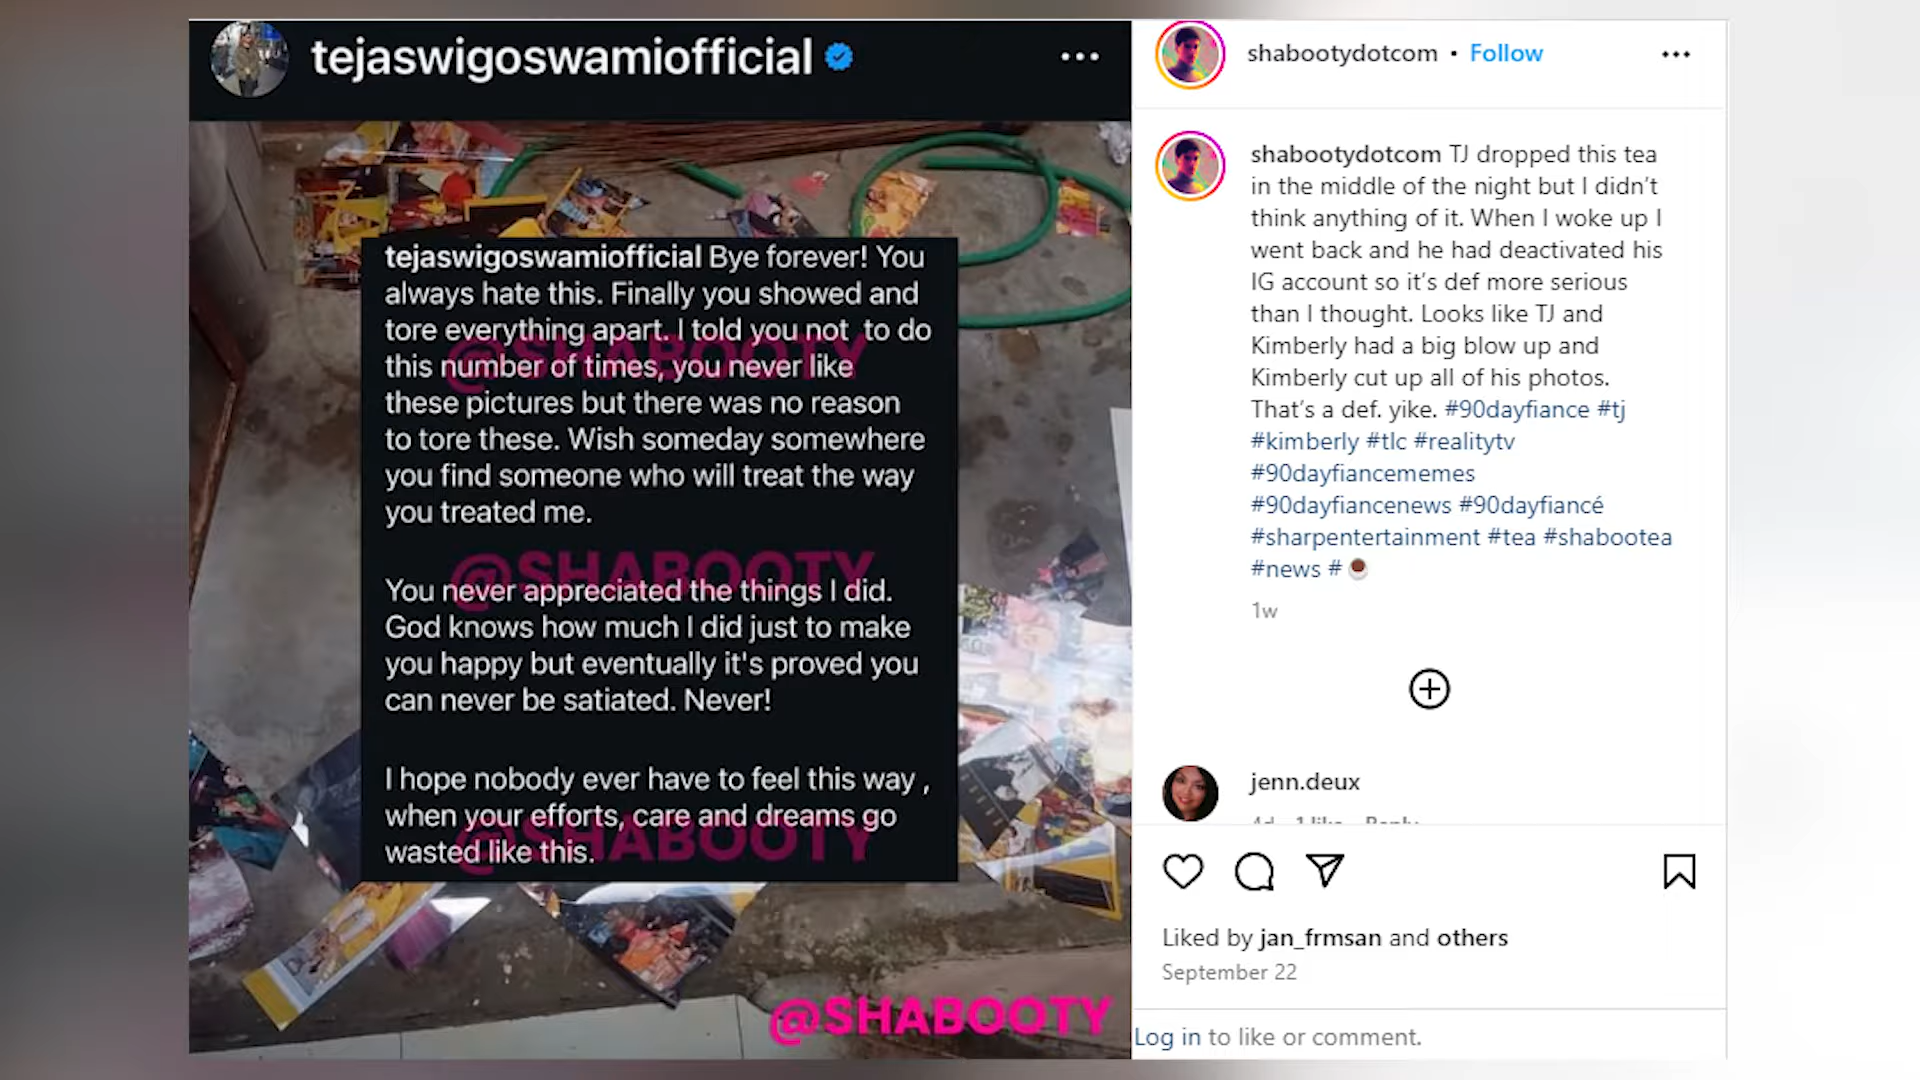 tejaswigoswamiofficial
tejaswigoswamiofficial Bye forever! You
always hate this. Finally you showed and
tore everything apart. I told you not  to do
this number of times, you never like
these pictures but there was no reason
to tore these. Wish someday somewhere
you find someone who will treat the way
you treated me.
You never appreciated the things I did.
God knows how much I did just to make
you happy but eventually it's proved you
can never be satiated. Never!
I hope nobody ever have to feel this way ,
when your efforts, care and dreams go
wasted like this.
@SHABOOTY
@SHABOOTY
@SHABOOTY
@SHABOOTY
shabootydotcom • Follow
shabootydotcom TJ dropped this tea
in the middle of the night but I didn't
think anything of it. When I woke up I
went back and he had deactivated his
IG account so it's def more serious
than I thought. Looks like TJ and
Kimberly had a big blow up and
Kimberly cut up all of his photos.
That's a def. yike. #90dayfiance #tj
#kimberly #tlc #realitytv
#90dayfiancememes
#90dayfiancenews #90dayfiancé
#sharpentertainment #tea #shabootea
#news #☕
1w
jenn.deux
4d 1 like Reply
Liked by jan_frmsan and others
September 22
Log in to like or comment.